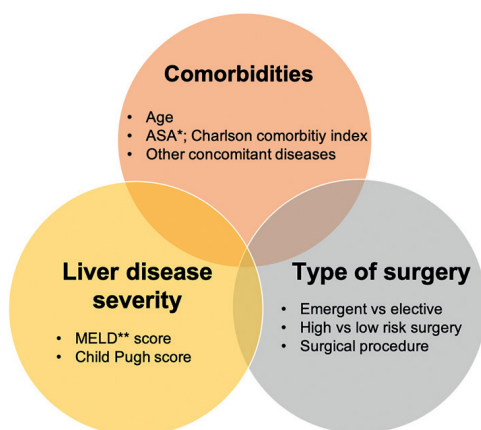 Comorbidities
• Age
• ASA*; Charlson comorbitiy index
• Other concomitant diseases
Liver disease
severity
• MELD** score
• Child Pugh score
Type of surgery
• Emergent vs elective
• High vs low risk surgery
• Surgical procedure